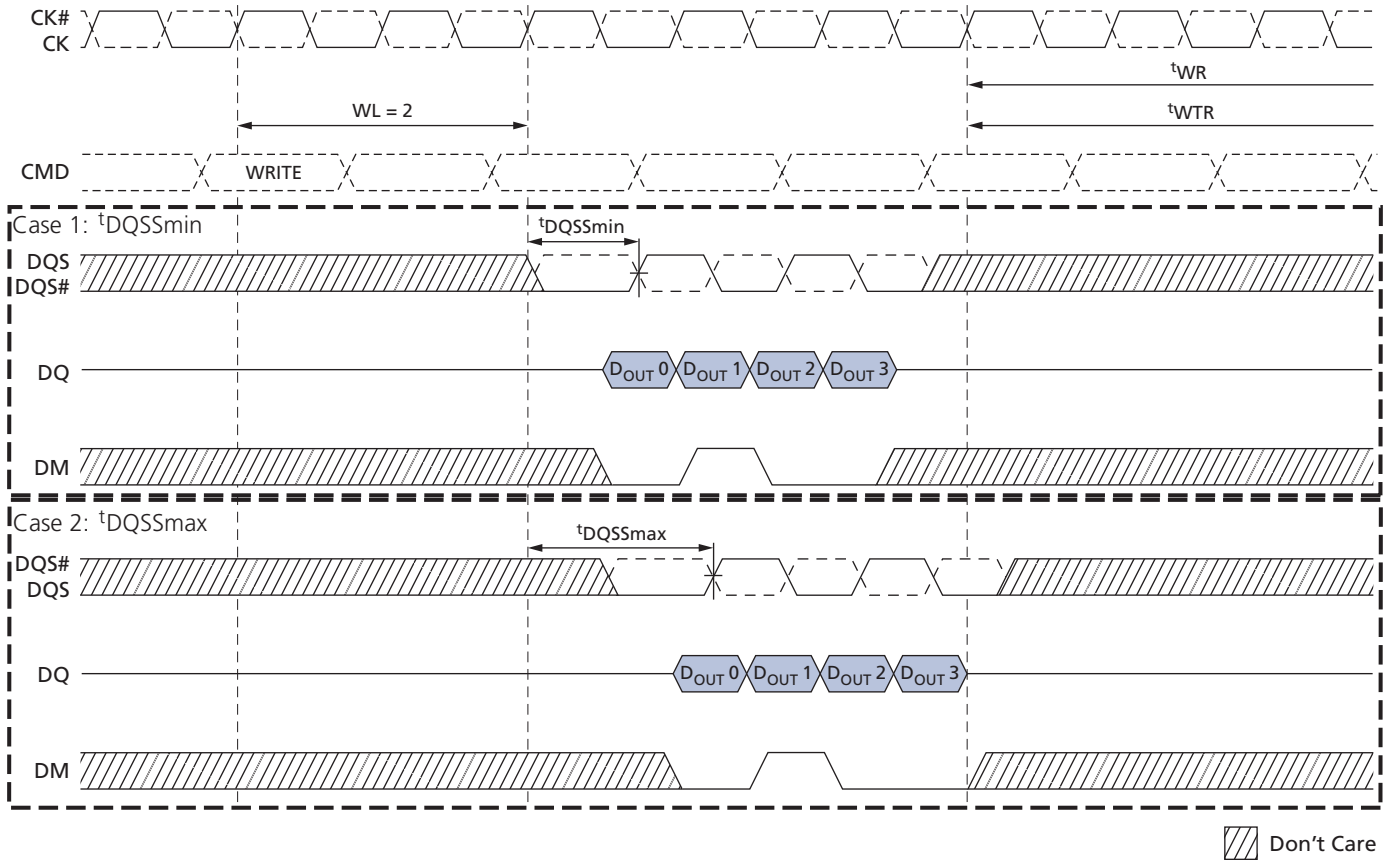 CK#
CK
tWR
WL = 2
tWTR
CMD WRITE
Case 1: tDQSSmin
tDQSSmin
DQS
DQS#
DQ DOUT 0 DOUT 1 DOUT 2 DOUT 3
DM
Case 2: tDQSSmax
tDQSSmax
DQS#
DQS
DQ DOUT 0 DOUT 1 DOUT 2 DOUT 3
DM
Don't Care